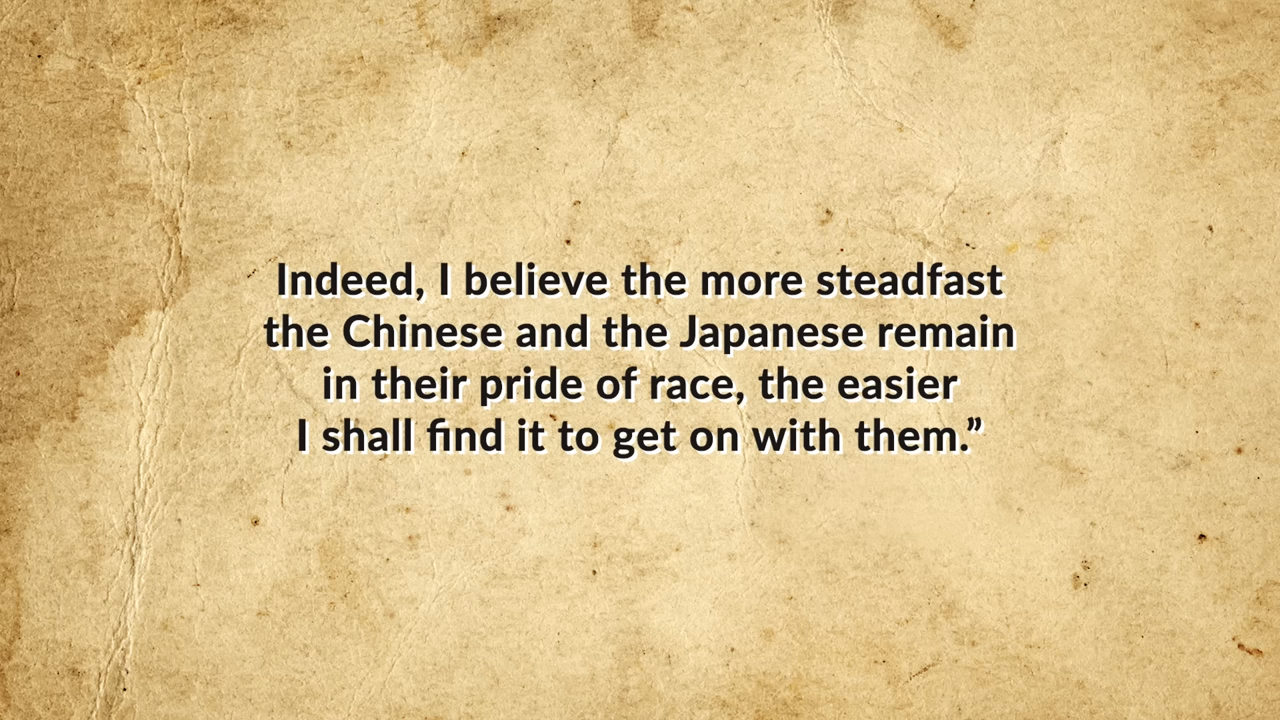 Indeed, I believe the more steadfast
the Chinese and the Japanese remain
in their pride of race, the easier
I shall find it to get on with them.”